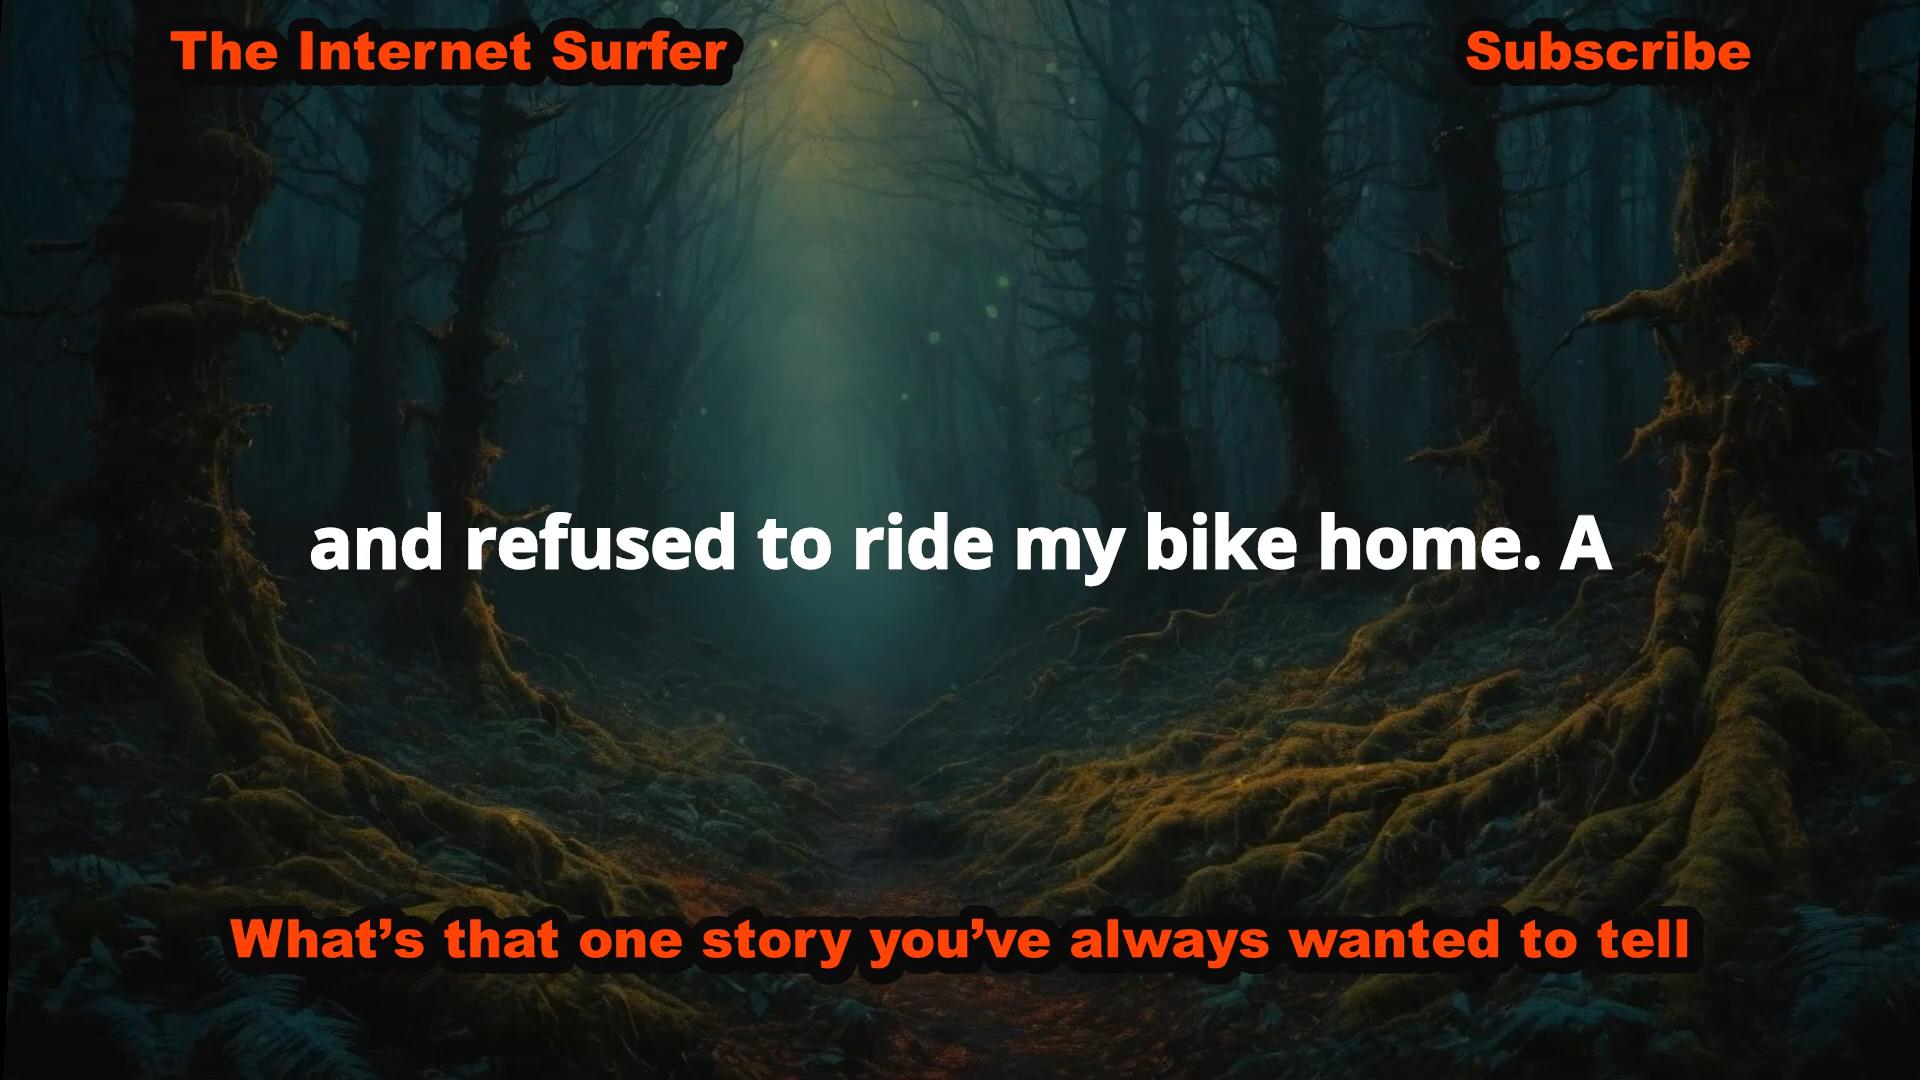 The Internet Surfer
Subscribe
and refused to ride my bike home. A
What’s that one story you’ve always wanted to tell